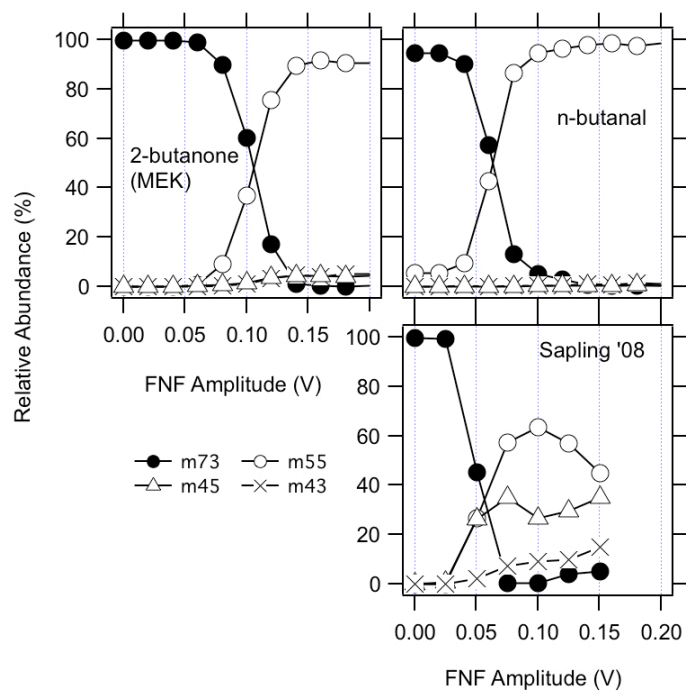 100
80
60
40
20
0
2-butanone
(MEK)
n-butanal
Relative Abundance (%)
0.00 0.05 0.10 0.15
FNF Amplitude (V)
m73 m55
m45 m43
100
80
60
40
20
0
Sapling '08
0.00 0.05 0.10 0.15 0.20
FNF Amplitude (V)